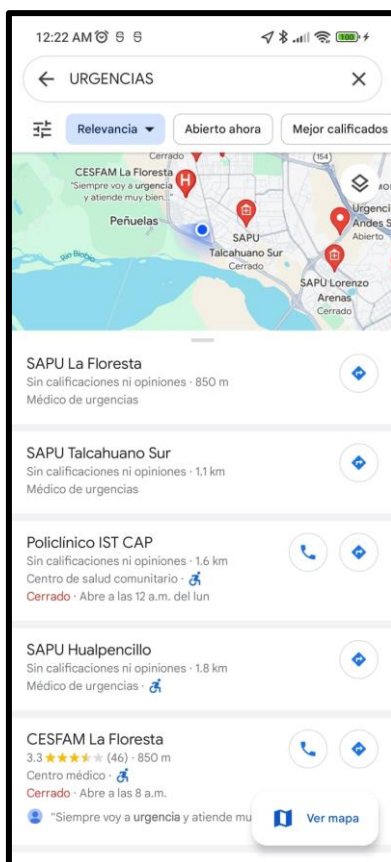 12:22 AM
100
URGENCIAS
Relevancia
Abierto ahora
Mejor calificados
Cerrado
CESFAM La Floresta
"Siempre voy a urgencia
y atiende muy bien..."
Peñuelas
Río Biobío
SAPU
Talcahuano Sur
Cerrado
154
Andes S
Abierto
SAPU Lorenzo
Arenas
Cerrado
SAPU La Floresta
Sin calificaciones ni opiniones · 850 m
Médico de urgencias
SAPU Talcahuano Sur
Sin calificaciones ni opiniones · 1.1 km
Médico de urgencias
Policlínico IST CAP
Sin calificaciones ni opiniones · 1.6 km
Centro de salud comunitario ·
Cerrado · Abre a las 12 a.m. del lun
SAPU Hualpencillo
Sin calificaciones ni opiniones · 1.8 km
Médico de urgencias ·
CESFAM La Floresta
3.3 (46) · 850 m
Centro médico ·
Cerrado · Abre a las 8 a.m.
"Siempre voy a urgencia y atiende mu
Ver mapa